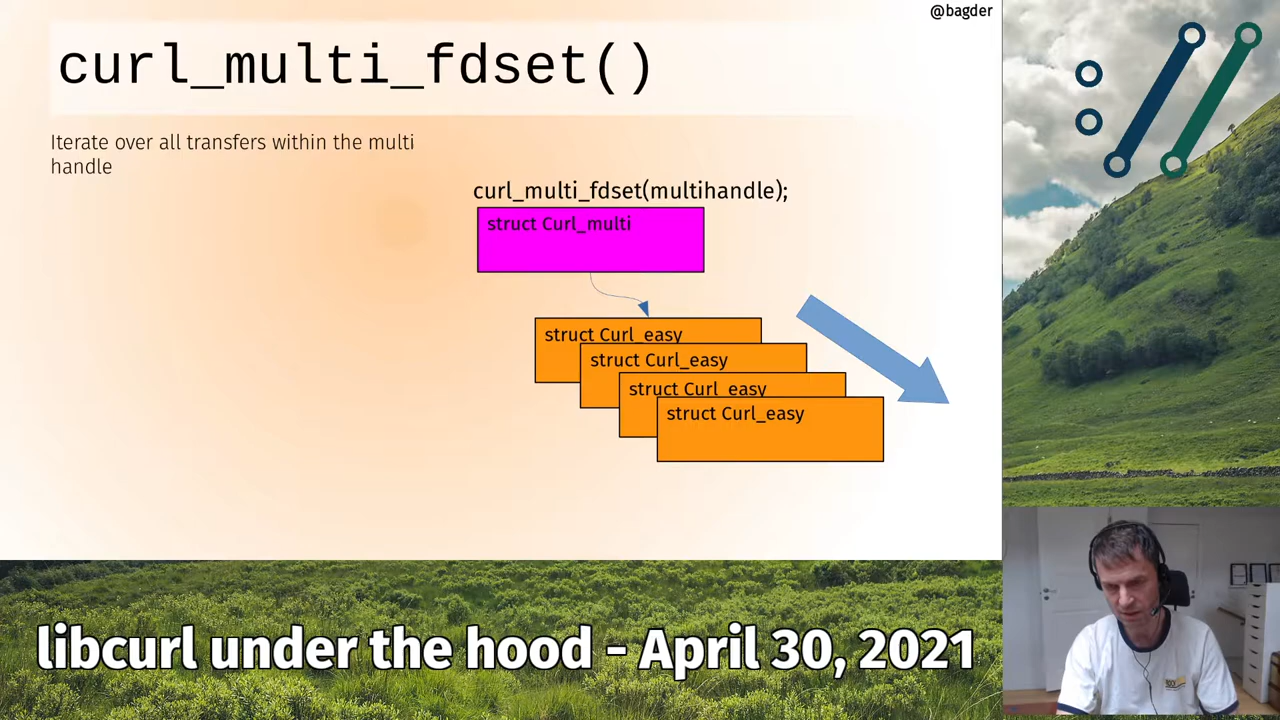 @bagder
curl_multi_fdset()
Iterate over all transfers within the multi
handle
curl_multi_fdset(multihandle);
struct Curl_multi
struct Curl_easy
struct Curl_easy
struct Curl_easy
struct Curl_easy
libcurl under the hood - April 30, 2021